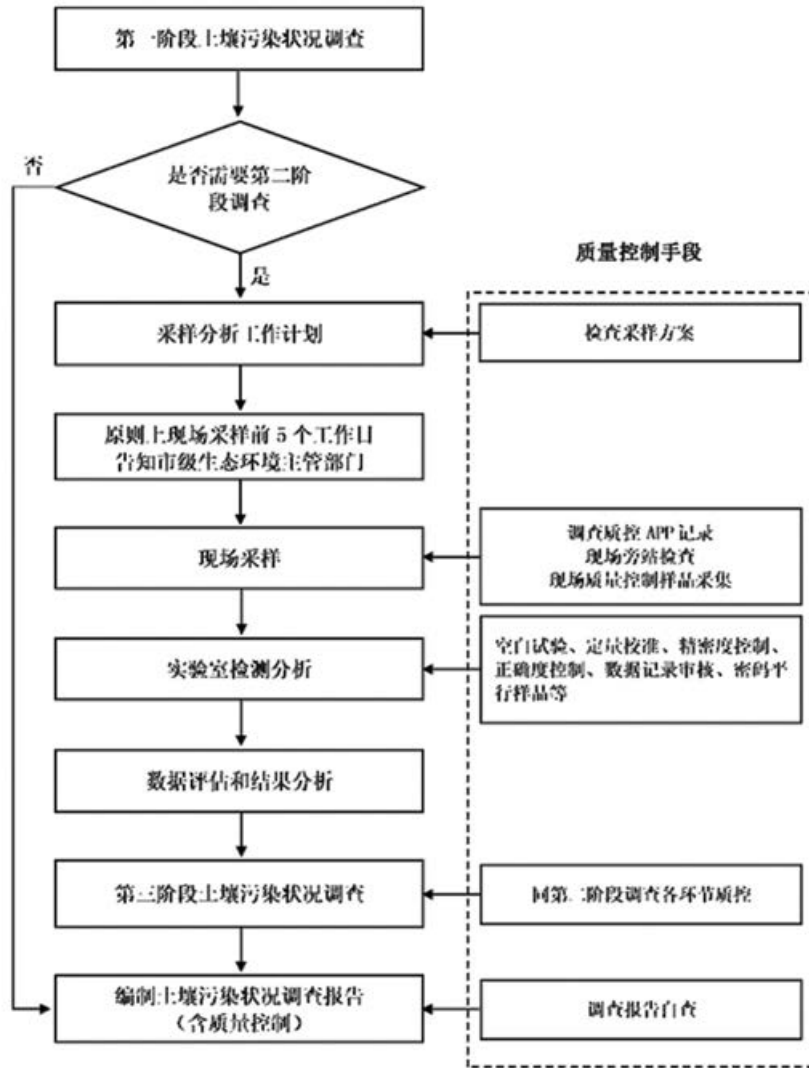 第一阶段土壤污染状况调查
否
是否需要第二阶
段调查
是
质量控制手段
采样分析工作计划
检查采样方案
原则上现场采样前 5 个工作日
告知市级生态环境主管部门
现场采样
调查质控 APP 记录
现场旁站检查
现场质量控制样品采集
实验室检测分析
空白试验、定量校准、精密度控制、
正确度控制、数据记录审核、密码平
行样品等
数据评估和结果分析
第三阶段土壤污染状况调查
同第二阶段调查各环节质控
编制土壤污染状况调查报告
（含质量控制）
调查报告自查